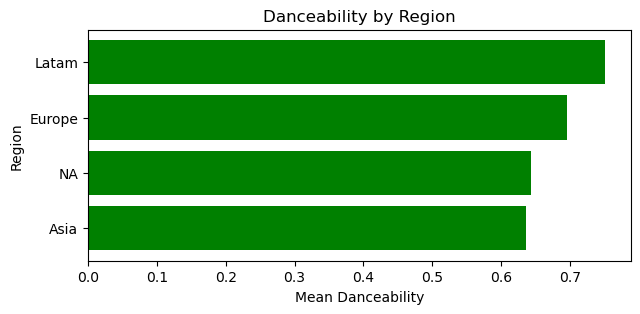 Danceability by Region
Latam
Europe
NA
Asia
Region
0.0 0.1 0.2 0.3 0.4 0.5 0.6 0.7
Mean Danceability